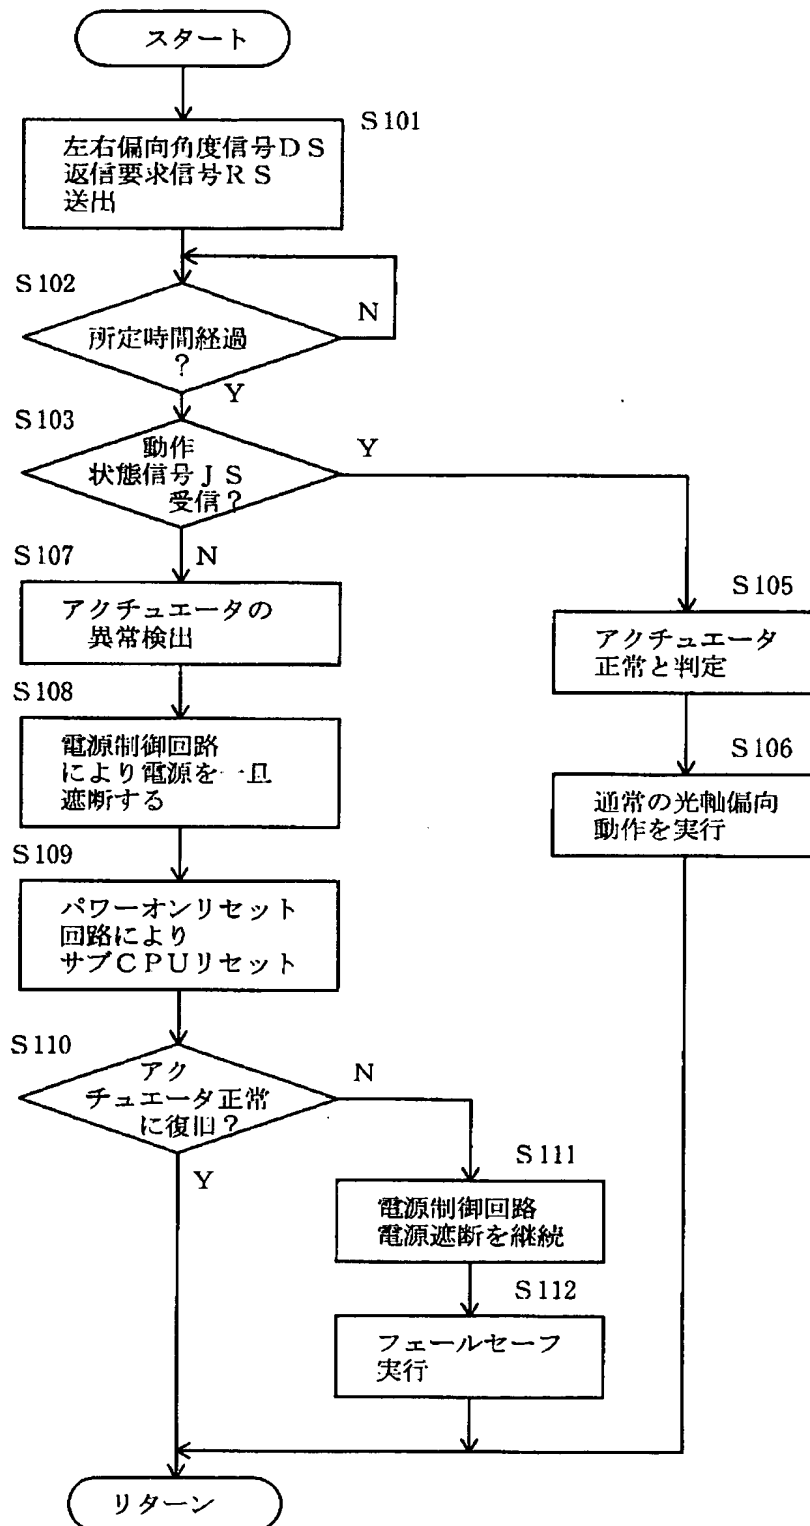 スタート
S101
左右偏向角度信号DS
返信要求信号RS
送出
S102
N
所定時間経過
?
Y
S103
動作
状態信号JS
受信?
Y
N
S107
アクチュエータの
異常検出
S105
アクチュエータ
正常と判定
S108
電源制御回路
により電源を一旦
遮断する
S106
通常の光軸偏向
動作を実行
S109
パワーオンリセット
回路により
サブCPUリセット
S110
アク
チュエータ正常
に復旧?
N
Y
S111
電源制御回路
電源遮断を継続
S112
フェールセーフ
実行
リターン